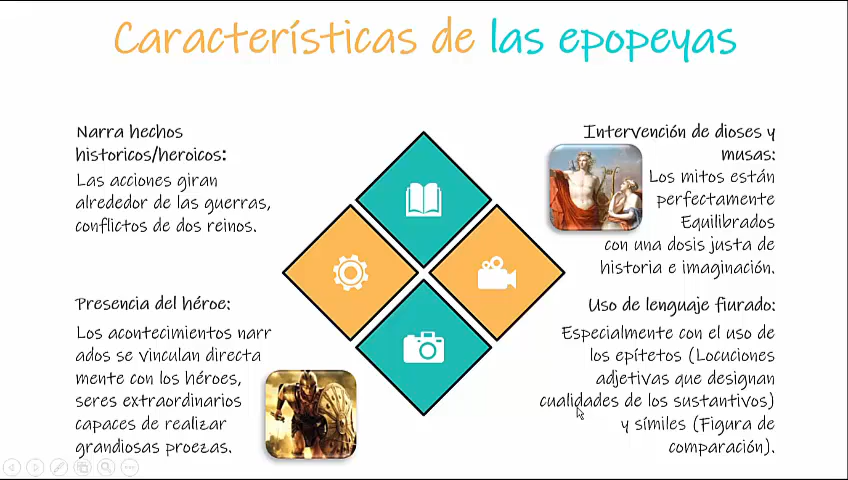 Características de las epopeyas
Narra hechos
historicos/heroicos:
Las acciones giran
alrededor de las guerras,
conflictos de dos reinos.
Intervención de dioses y
musas:
Los mitos están
perfectamente
Equilibrados
con una dosis justa de
historia e imaginación.
Presencia del héroe:
Los acontecimientos narr
ados se vinculan directa
mente con los héroes,
seres extraordinarios
capaces de realizar
grandiosas proezas.
Uso de lenguaje fiurado:
Especialmente con el uso de
los epítetos (Locuciones
adjetivas que designan
cualidades de los sustantivos)
y símiles (Figura de
comparación).